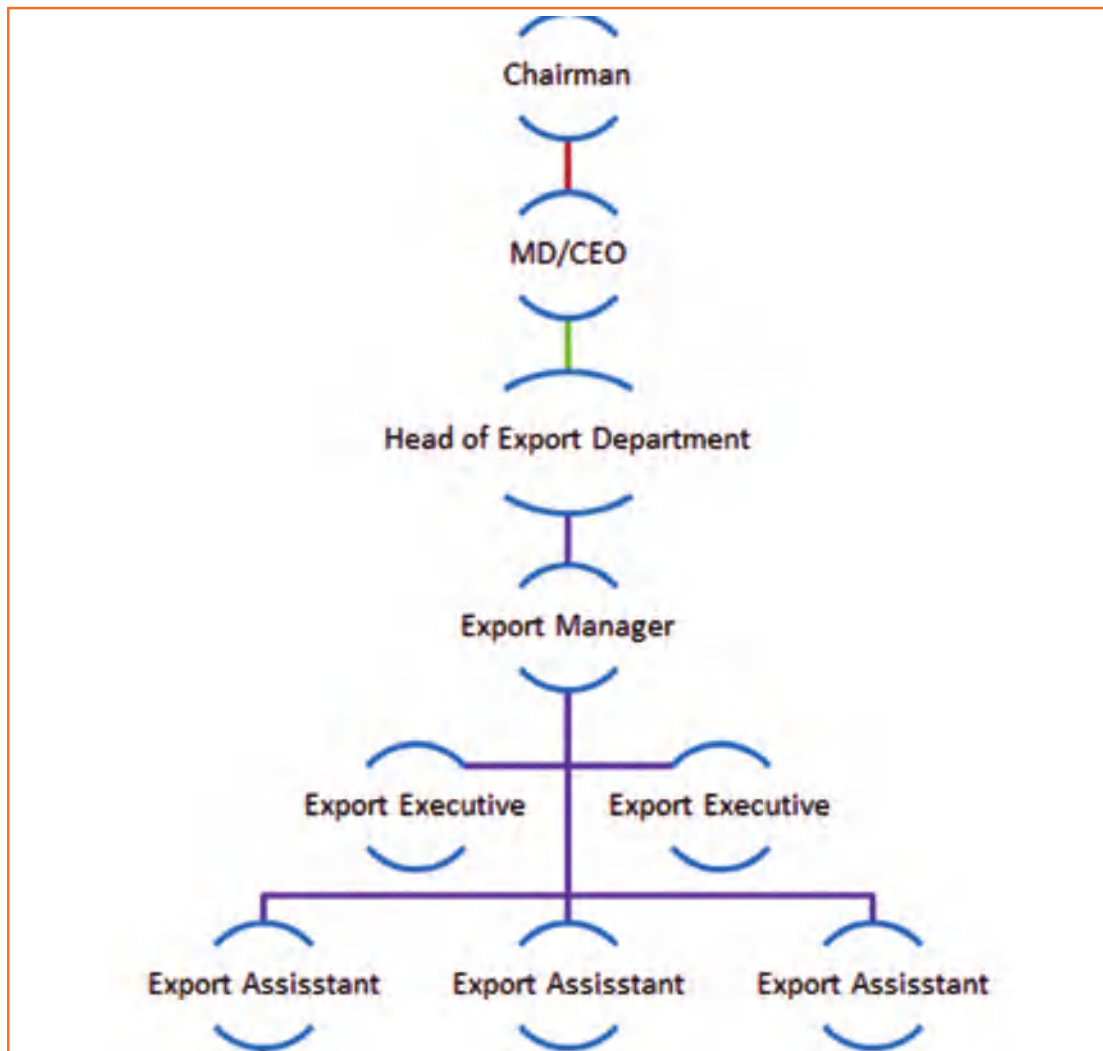 Chairman
MD/CEO
Head of Export Department
Export Manager
Export Executive
Export Executive
Export Assisstant
Export Assisstant
Export Assisstant